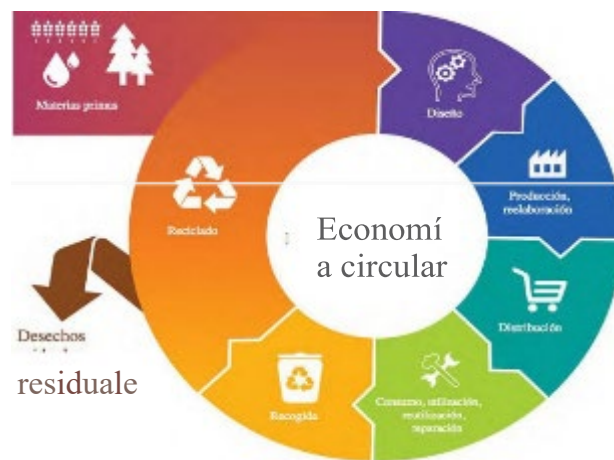 Materias primas
Diseño
Producción,
reelaboración
Distribución
Consumo, utilización,
reutilización,
reparación
Recogida
Reciclado
Economí
a circular
Desechos
residuale